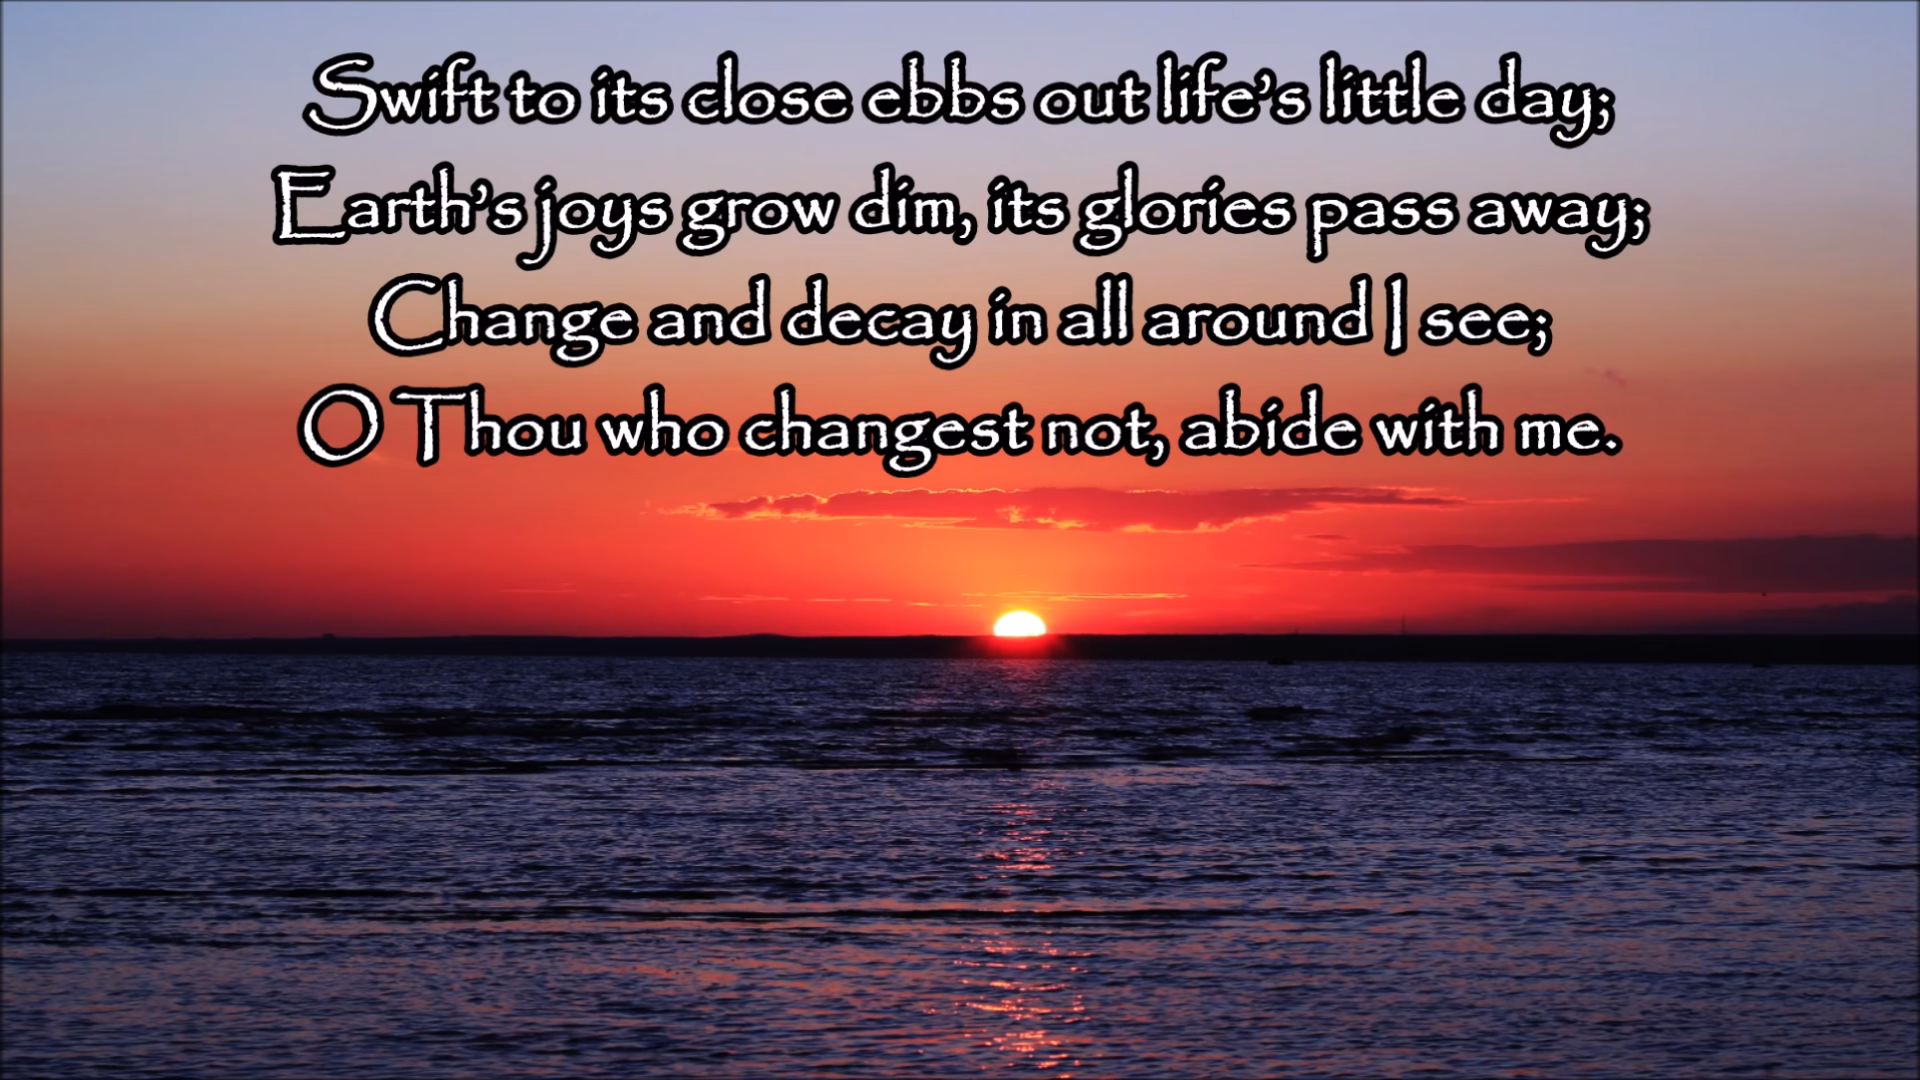 Swift to its close ebbs out life’s little day;
Earth’s joys grow dim, its glories pass away;
Change and decay in all around I see;
O Thou who changest not, abide with me.